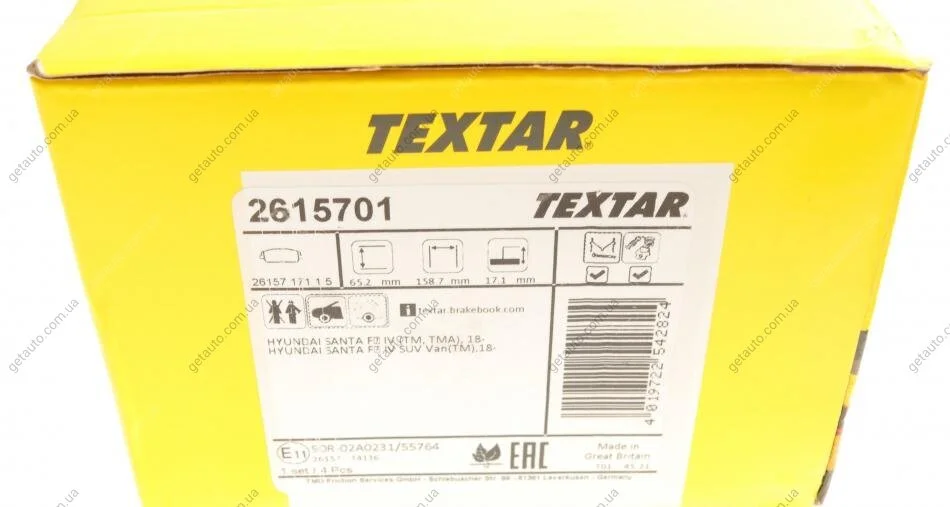 TEXTAR
2615701
TEXTAR
26157 171 1 5
65.2 mm
158.7 mm
17.1 mm
i textar.brakebook.com
HYUNDAI SANTA FE IV (TM, TMA), 18-
HYUNDAI SANTA FE IV SUV Van(TM),18-
4 019722 542824
E11
90R-02A0231/55764
EAC
Made in
Great Britain
1 set / 4 Pcs
TMD Friction Services GmbH - Schlebuscher Str. 99 - 51381 Leverkusen - Germany
getauto.com.ua